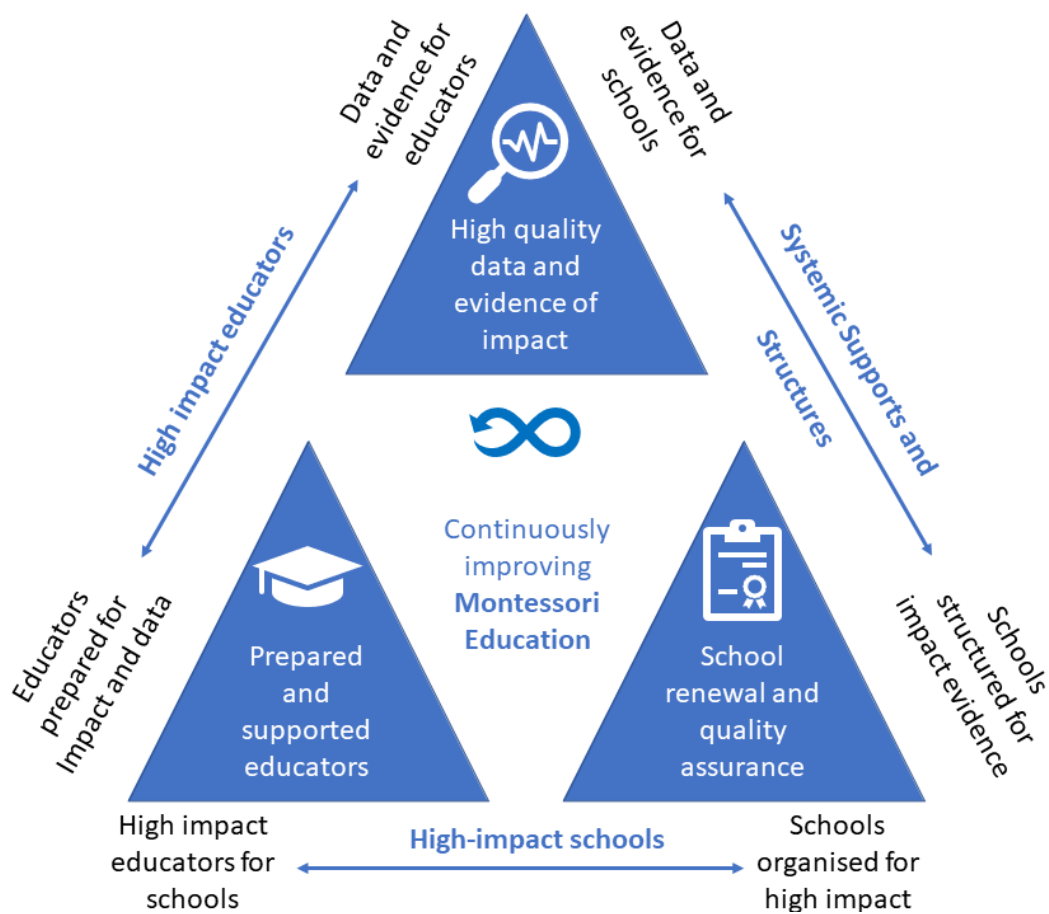 Data and
evidence for
educators
Data and
evidence for
schools
High quality
data and
evidence of
impact
High impact educators
Systemic Supports and
Structures
Continuously
improving
Montessori
Education
Prepared
and
supported
educators
School
renewal and
quality
assurance
Educators
prepared for
Impact and data
Schools
structured for
impact evidence
High impact
educators for
schools
High-impact schools
Schools
organised for
high impact